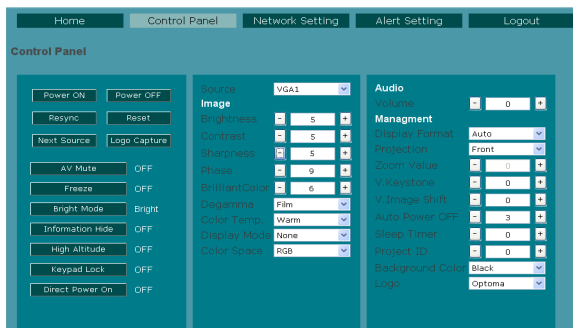 Home Control Panel Network Setting Alert Setting Logout
Control Panel
Power ON Power OFF
Resync Reset
Next Source Logo Capture
AV Mute OFF
Freeze OFF
Bright Mode Bright
Information Hide OFF
High Altitude OFF
Keypad Lock OFF
Direct Power On OFF
Source VGA1
Image
Brightness - 5 +
Contrast - 5 +
Sharpness - 5 +
Phase - 9 +
BrilliantColor - 6 +
Degamma Film
Color Temp. Warm
Display Mode None
Color Space RGB
Audio
Volume - 0 +
Managment
Display Format Auto
Projection Front
Zoom Value - 0 +
V.Keystone - 0 +
V.Image Shift - 0 +
Auto Power OFF - 3 +
Sleep Timer - 0 +
Project ID - 0 +
Background Color Black
Logo Optoma